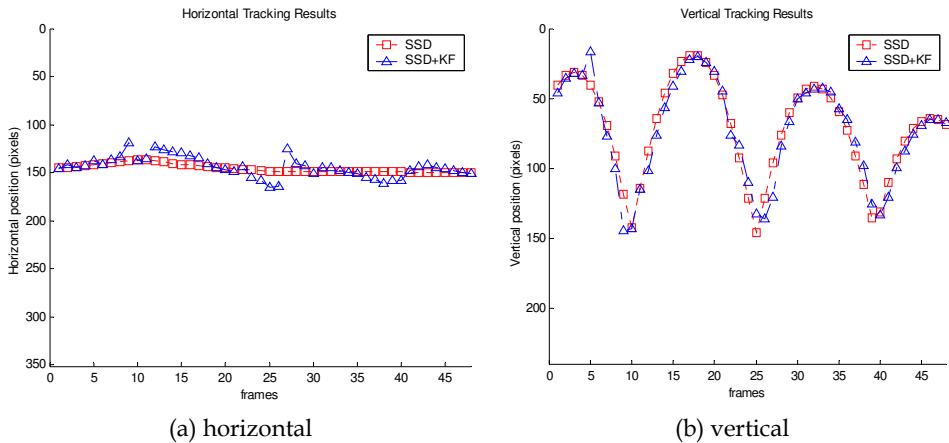 Horizontal Tracking Results
0
50
100
150
200
250
300
350
Horizontal position (pixels)
0 5 10 15 20 25 30 35 40 45
frames
SSD
SSD+KF
(a) horizontal
Vertical Tracking Results
0
50
100
150
200
Vertical position (pixels)
0 5 10 15 20 25 30 35 40 45
frames
SSD
SSD+KF
(b) vertical